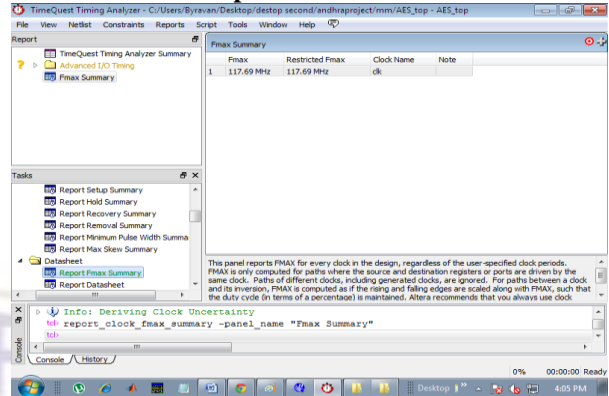 TimeQuest Timing Analyzer - C:/Users/Byravan/Desktop/destop second/andhraproject/mm/AES_top - AES_top
File View Netlist Constraints Reports Script Tools Window Help
Report
TimeQuest Timing Analyzer Summary
Advanced I/O Timing
Fmax Summary
Fmax Summary
Fmax Restricted Fmax Clock Name Note
1 117.69 MHz 117.69 MHz clk
Tasks
Report Setup Summary
Report Hold Summary
Report Recovery Summary
Report Removal Summary
Report Minimum Pulse Width Summa
Report Max Skew Summary
Datasheet
Report Fmax Summary
Report Datasheet
This panel reports FMAX for every clock in the design, regardless of the user-specified clock periods.
FMAX is only computed for paths where the source and destination registers or ports are driven by the
same clock. Paths of different clocks, including generated clocks, are ignored. For paths between a clock
and its inversion, FMAX is computed as if the rising and falling edges are scaled along with FMAX, such that
the duty cycle (in terms of a percentage) is maintained. Altera recommends that you always use clock
Info: Deriving Clock Uncertainty
tcl> report_clock_fmax_summary -panel_name "Fmax Summary"
tcl>
Console
Console History
0% 00:00:00 Ready
Desktop
4:05 PM